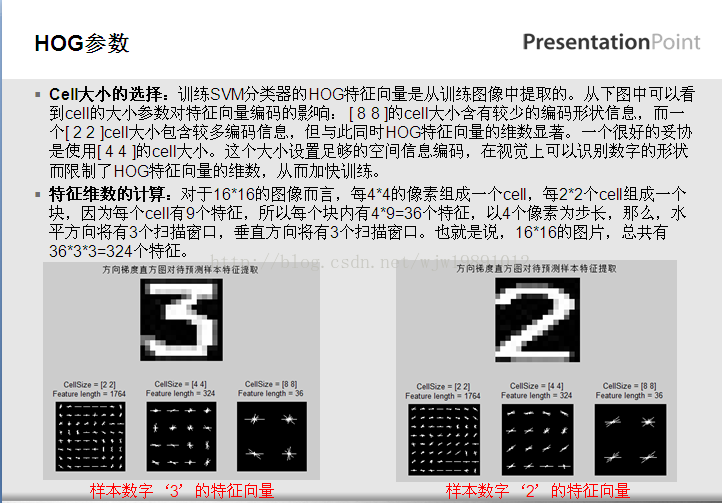 HOG参数
PresentationPoint
Cell大小的选择：训练SVM分类器的HOG特征向量是从训练图像中提取的。从下图中可以看
到cell的大小参数对特征向量编码的影响：[ 8 8 ]的cell大小含有较少的编码形状信息，而一
个[ 2 2 ]cell大小包含较多编码信息，但与此同时HOG特征向量的维数显著。一个很好的妥协
是使用[ 4 4 ]的cell大小。这个大小设置足够的空间信息编码，在视觉上可以识别数字的形状
而限制了HOG特征向量的维数，从而加快训练。
特征维数的计算：对于16*16的图像而言，每4*4的像素组成一个cell，每2*2个cell组成一个
块，因为每个cell有9个特征，所以每个块内有4*9=36个特征，以4个像素为步长，那么，水
平方向将有3个扫描窗口，垂直方向将有3个扫描窗口。也就是说，16*16的图片，总共有
36*3*3=324个特征。
http://blog.csdn.net/wjw19891013
方向梯度直方图对待预测样本特征提取
3
CellSize = [2 2]
Feature length = 1764
CellSize = [4 4]
Feature length = 324
CellSize = [8 8]
Feature length = 36
样本数字‘3’的特征向量
方向梯度直方图对待预测样本特征提取
2
CellSize = [2 2]
Feature length = 1764
CellSize = [4 4]
Feature length = 324
CellSize = [8 8]
Feature length = 36
样本数字‘2’的特征向量